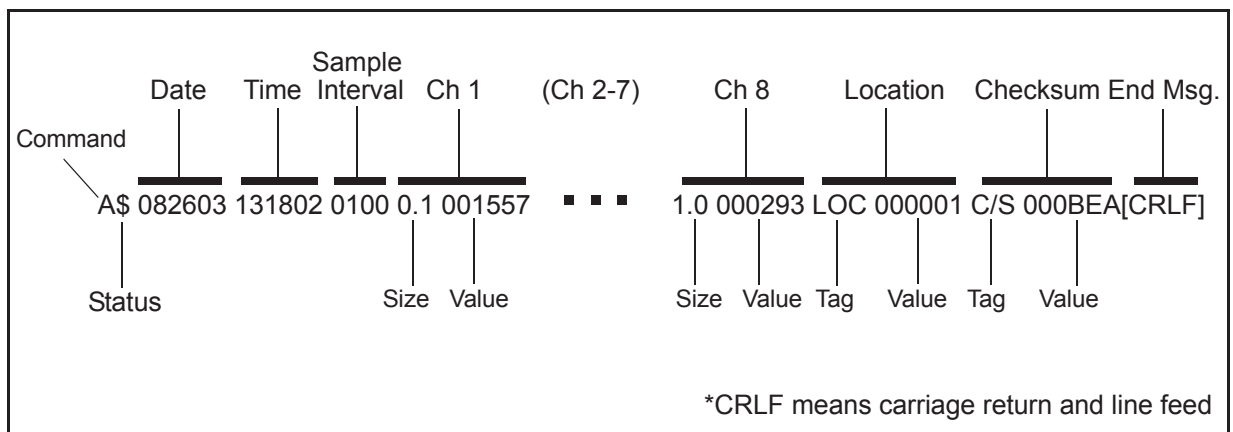 Sample
Date Time Interval Ch 1 (Ch 2-7) Ch 8 Location Checksum End Msg.
Command
A$ 082603 131802 0100 0.1 001557 ▪ ▪ ▪ 1.0 000293 LOC 000001 C/S 000BEA[CRLF]
Status Size Value Size Value Tag Value Tag Value
*CRLF means carriage return and line feed